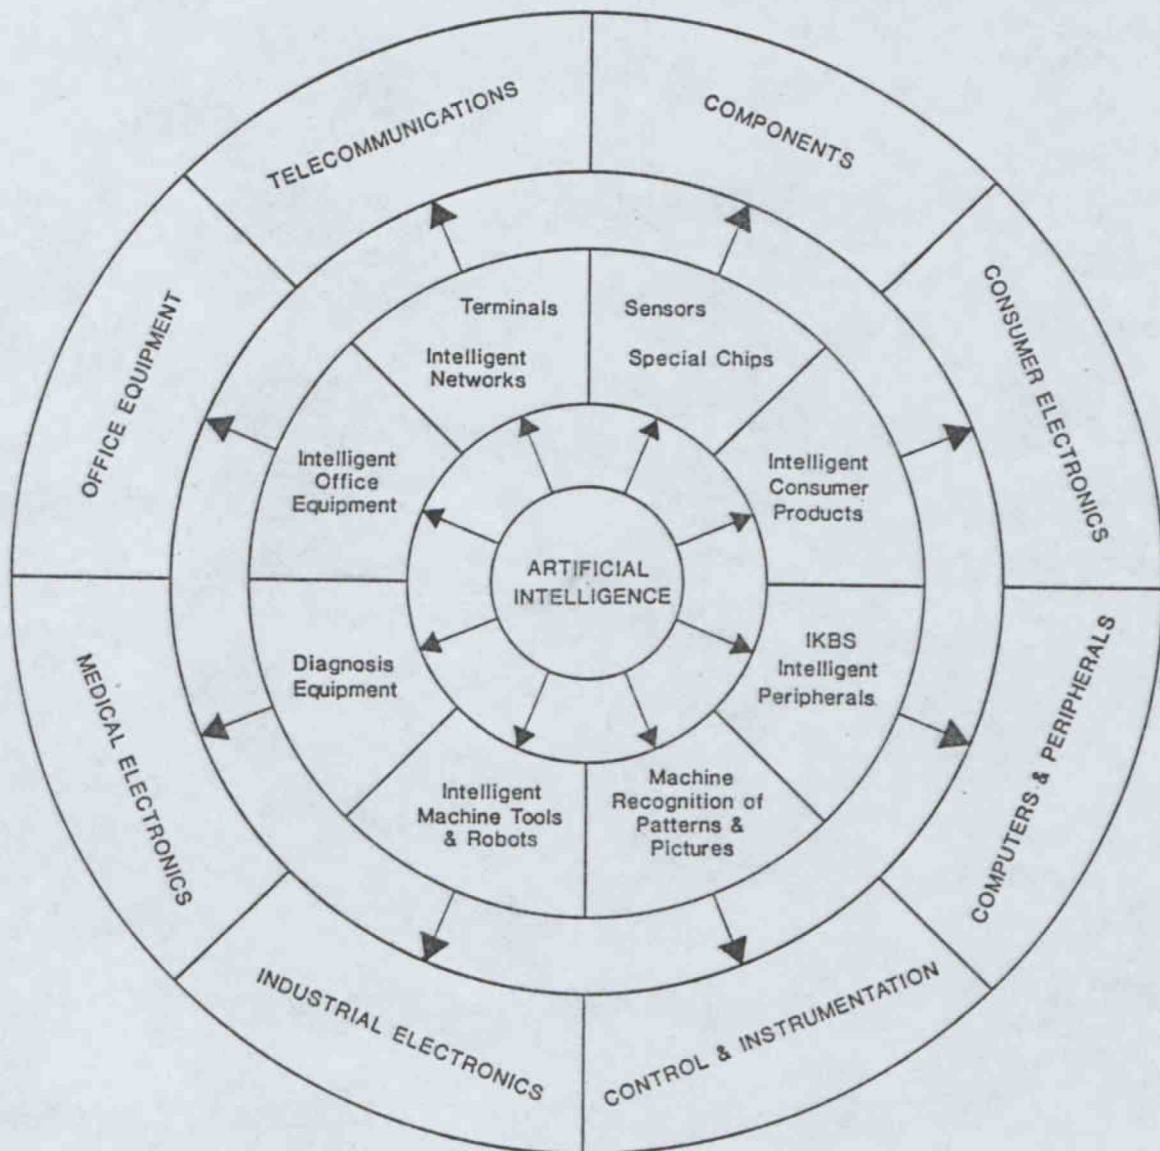 TELECOMMUNICATIONS
COMPONENTS
CONSUMER ELECTRONICS
COMPUTERS & PERIPHERALS
CONTROL & INSTRUMENTATION
INDUSTRIAL ELECTRONICS
MEDICAL ELECTRONICS
OFFICE EQUIPMENT
Terminals
Intelligent
Networks
Sensors
Special Chips
Intelligent
Consumer
Products
IKBS
Intelligent
Peripherals
Machine
Recognition of
Patterns &
Pictures
Intelligent
Machine Tools
& Robots
Diagnosis
Equipment
Intelligent
Office
Equipment
ARTIFICIAL
INTELLIGENCE